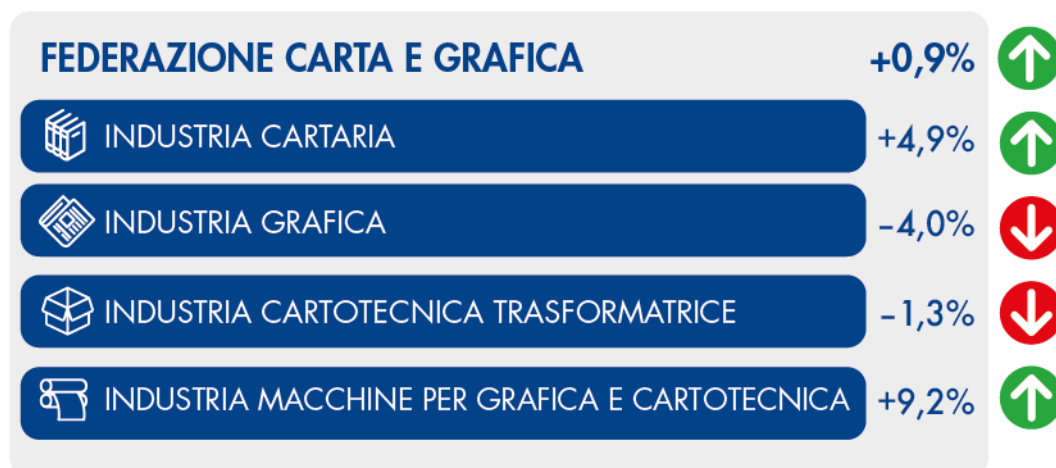 FEDERAZIONE CARTA E GRAFICA +0,9%
INDUSTRIA CARTARIA +4,9%
INDUSTRIA GRAFICA −4,0%
INDUSTRIA CARTOTECNICA TRASFORMATRICE −1,3%
INDUSTRIA MACCHINE PER GRAFICA E CARTOTECNICA +9,2%